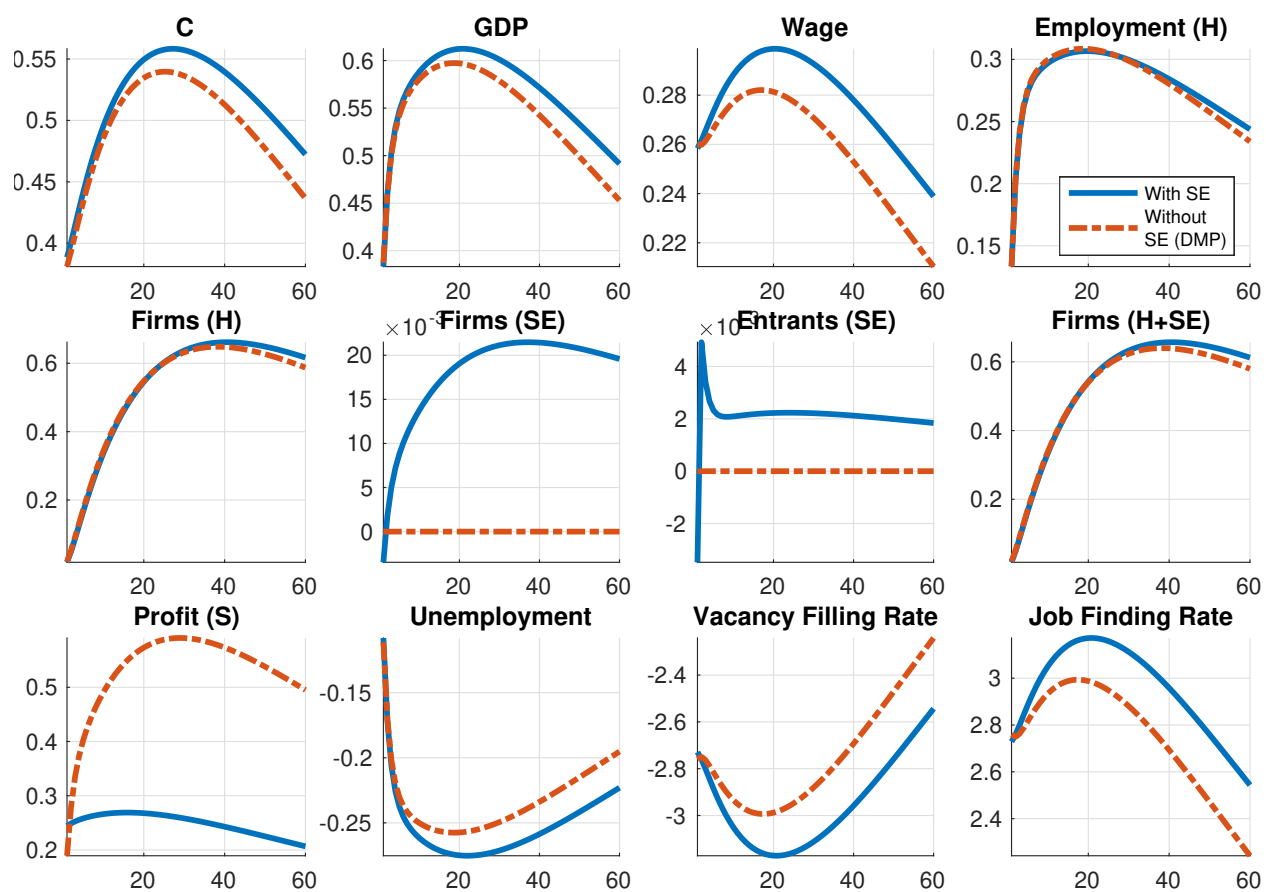 C
GDP
Wage
Employment (H)
0.55
0.5
0.45
0.4
20 40 60
0.6
0.55
0.5
0.45
0.4
20 40 60
0.28
0.26
0.24
0.22
20 40 60
0.3
0.25
0.2
0.15
20 40 60
With SE
Without
SE (DMP)
Firms (H)
Firms (SE)
Entrants (SE)
Firms (H+SE)
0.6
0.4
0.2
20 40 60
×10⁻³
20
15
10
5
0
20 40 60
×10⁻³
4
2
0
-2
20 40 60
0.6
0.4
0.2
20 40 60
Profit (S)
Unemployment
Vacancy Filling Rate
Job Finding Rate
0.5
0.4
0.3
0.2
20 40 60
-0.15
-0.2
-0.25
20 40 60
-2.4
-2.6
-2.8
-3
20 40 60
3
2.8
2.6
2.4
20 40 60